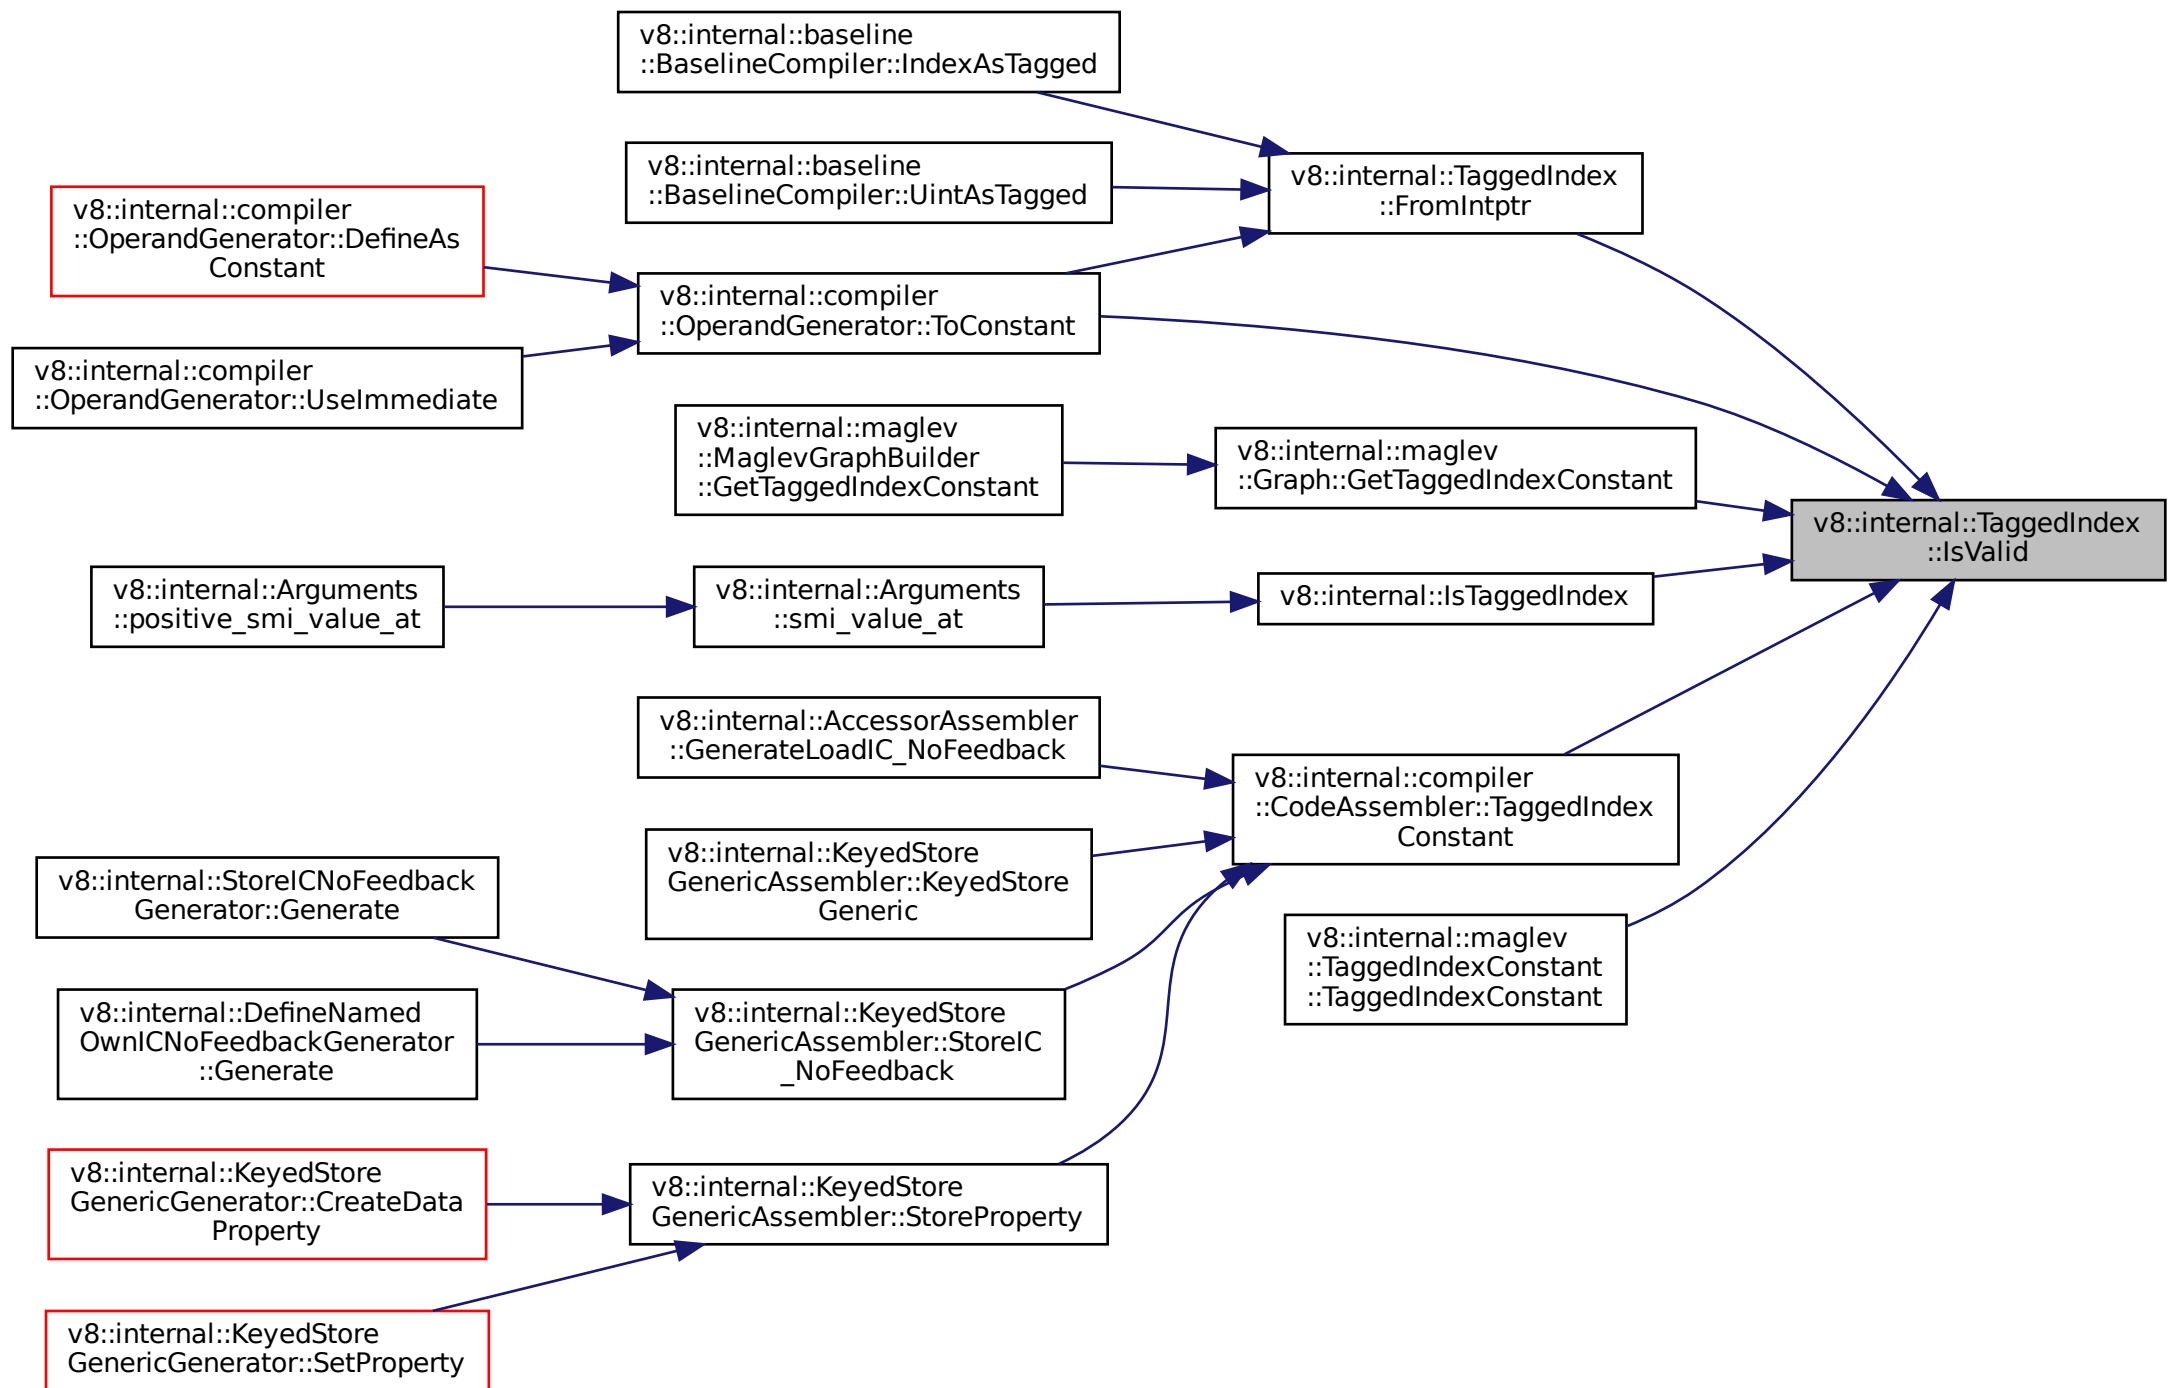 v8::internal::baseline
::BaselineCompiler::IndexAsTagged
v8::internal::baseline
::BaselineCompiler::UintAsTagged
v8::internal::TaggedIndex
::FromIntptr
v8::internal::compiler
::OperandGenerator::DefineAs
Constant
v8::internal::compiler
::OperandGenerator::ToConstant
v8::internal::compiler
::OperandGenerator::UseImmediate
v8::internal::maglev
::MaglevGraphBuilder
::GetTaggedIndexConstant
v8::internal::maglev
::Graph::GetTaggedIndexConstant
v8::internal::TaggedIndex
::IsValid
v8::internal::Arguments
::positive_smi_value_at
v8::internal::Arguments
::smi_value_at
v8::internal::IsTaggedIndex
v8::internal::AccessorAssembler
::GenerateLoadIC_NoFeedback
v8::internal::compiler
::CodeAssembler::TaggedIndex
Constant
v8::internal::KeyedStore
GenericAssembler::KeyedStore
Generic
v8::internal::StoreICNoFeedback
Generator::Generate
v8::internal::maglev
::TaggedIndexConstant
::TaggedIndexConstant
v8::internal::DefineNamed
OwnICNoFeedbackGenerator
::Generate
v8::internal::KeyedStore
GenericAssembler::StoreIC
_NoFeedback
v8::internal::KeyedStore
GenericGenerator::CreateData
Property
v8::internal::KeyedStore
GenericAssembler::StoreProperty
v8::internal::KeyedStore
GenericGenerator::SetProperty